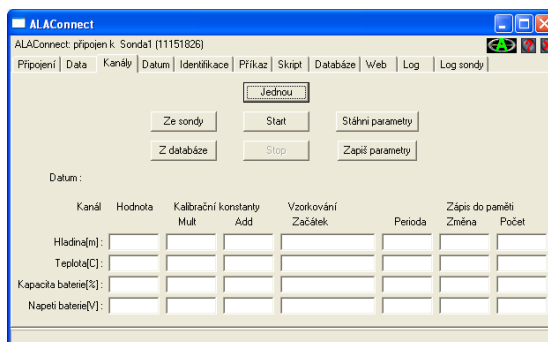 ALAConnect
ALAConnect: připojen k Sonda1 (11151826)
Připojení Data Kanály Datum Identifikace Příkaz Skript Databáze Web Log Log sondy
Jednou
Ze sondy Start Stáhni parametry
Z databáze Stop Zapiš parametry
Datum :
Kanál Hodnota Kalibrační konstanty Vzorkování Zápis do paměti
Mult Add Začátek Perioda Změna Počet
Hladina[m] :
Teplota[C] :
Kapacita baterie[%] :
Napeti baterie[V] :